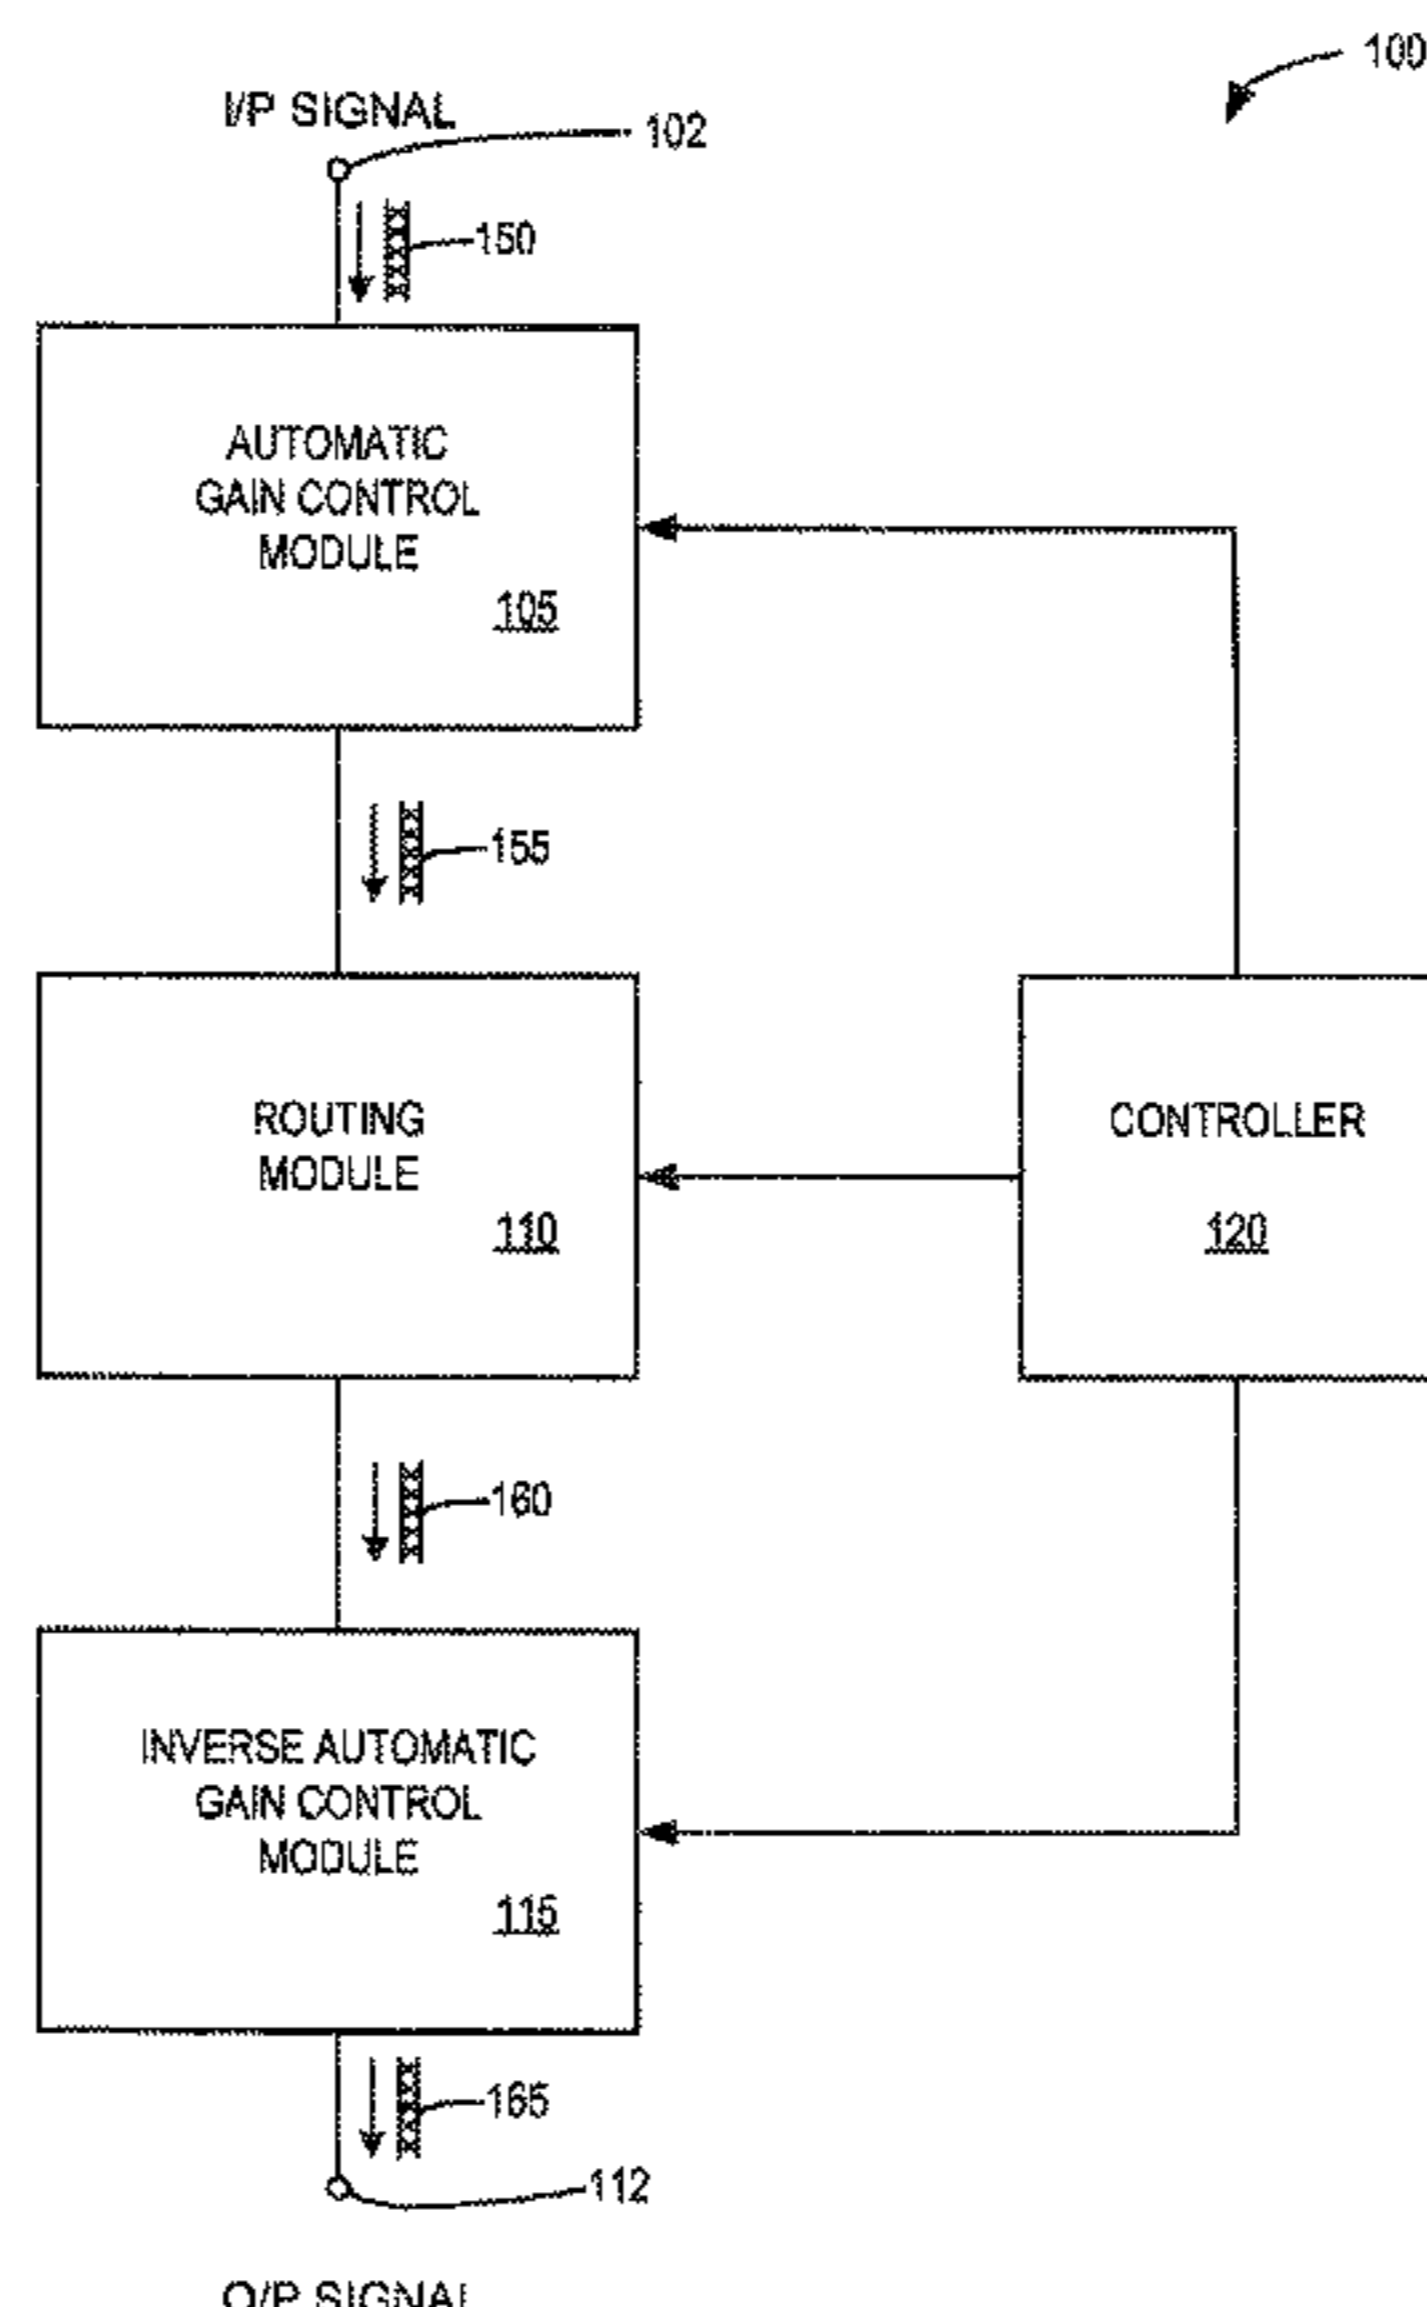 100
I/P SIGNAL
102
150
AUTOMATIC
GAIN CONTROL
MODULE
105
155
ROUTING
MODULE
110
CONTROLLER
120
160
INVERSE AUTOMATIC
GAIN CONTROL
MODULE
115
165
112
O/P SIGNAL